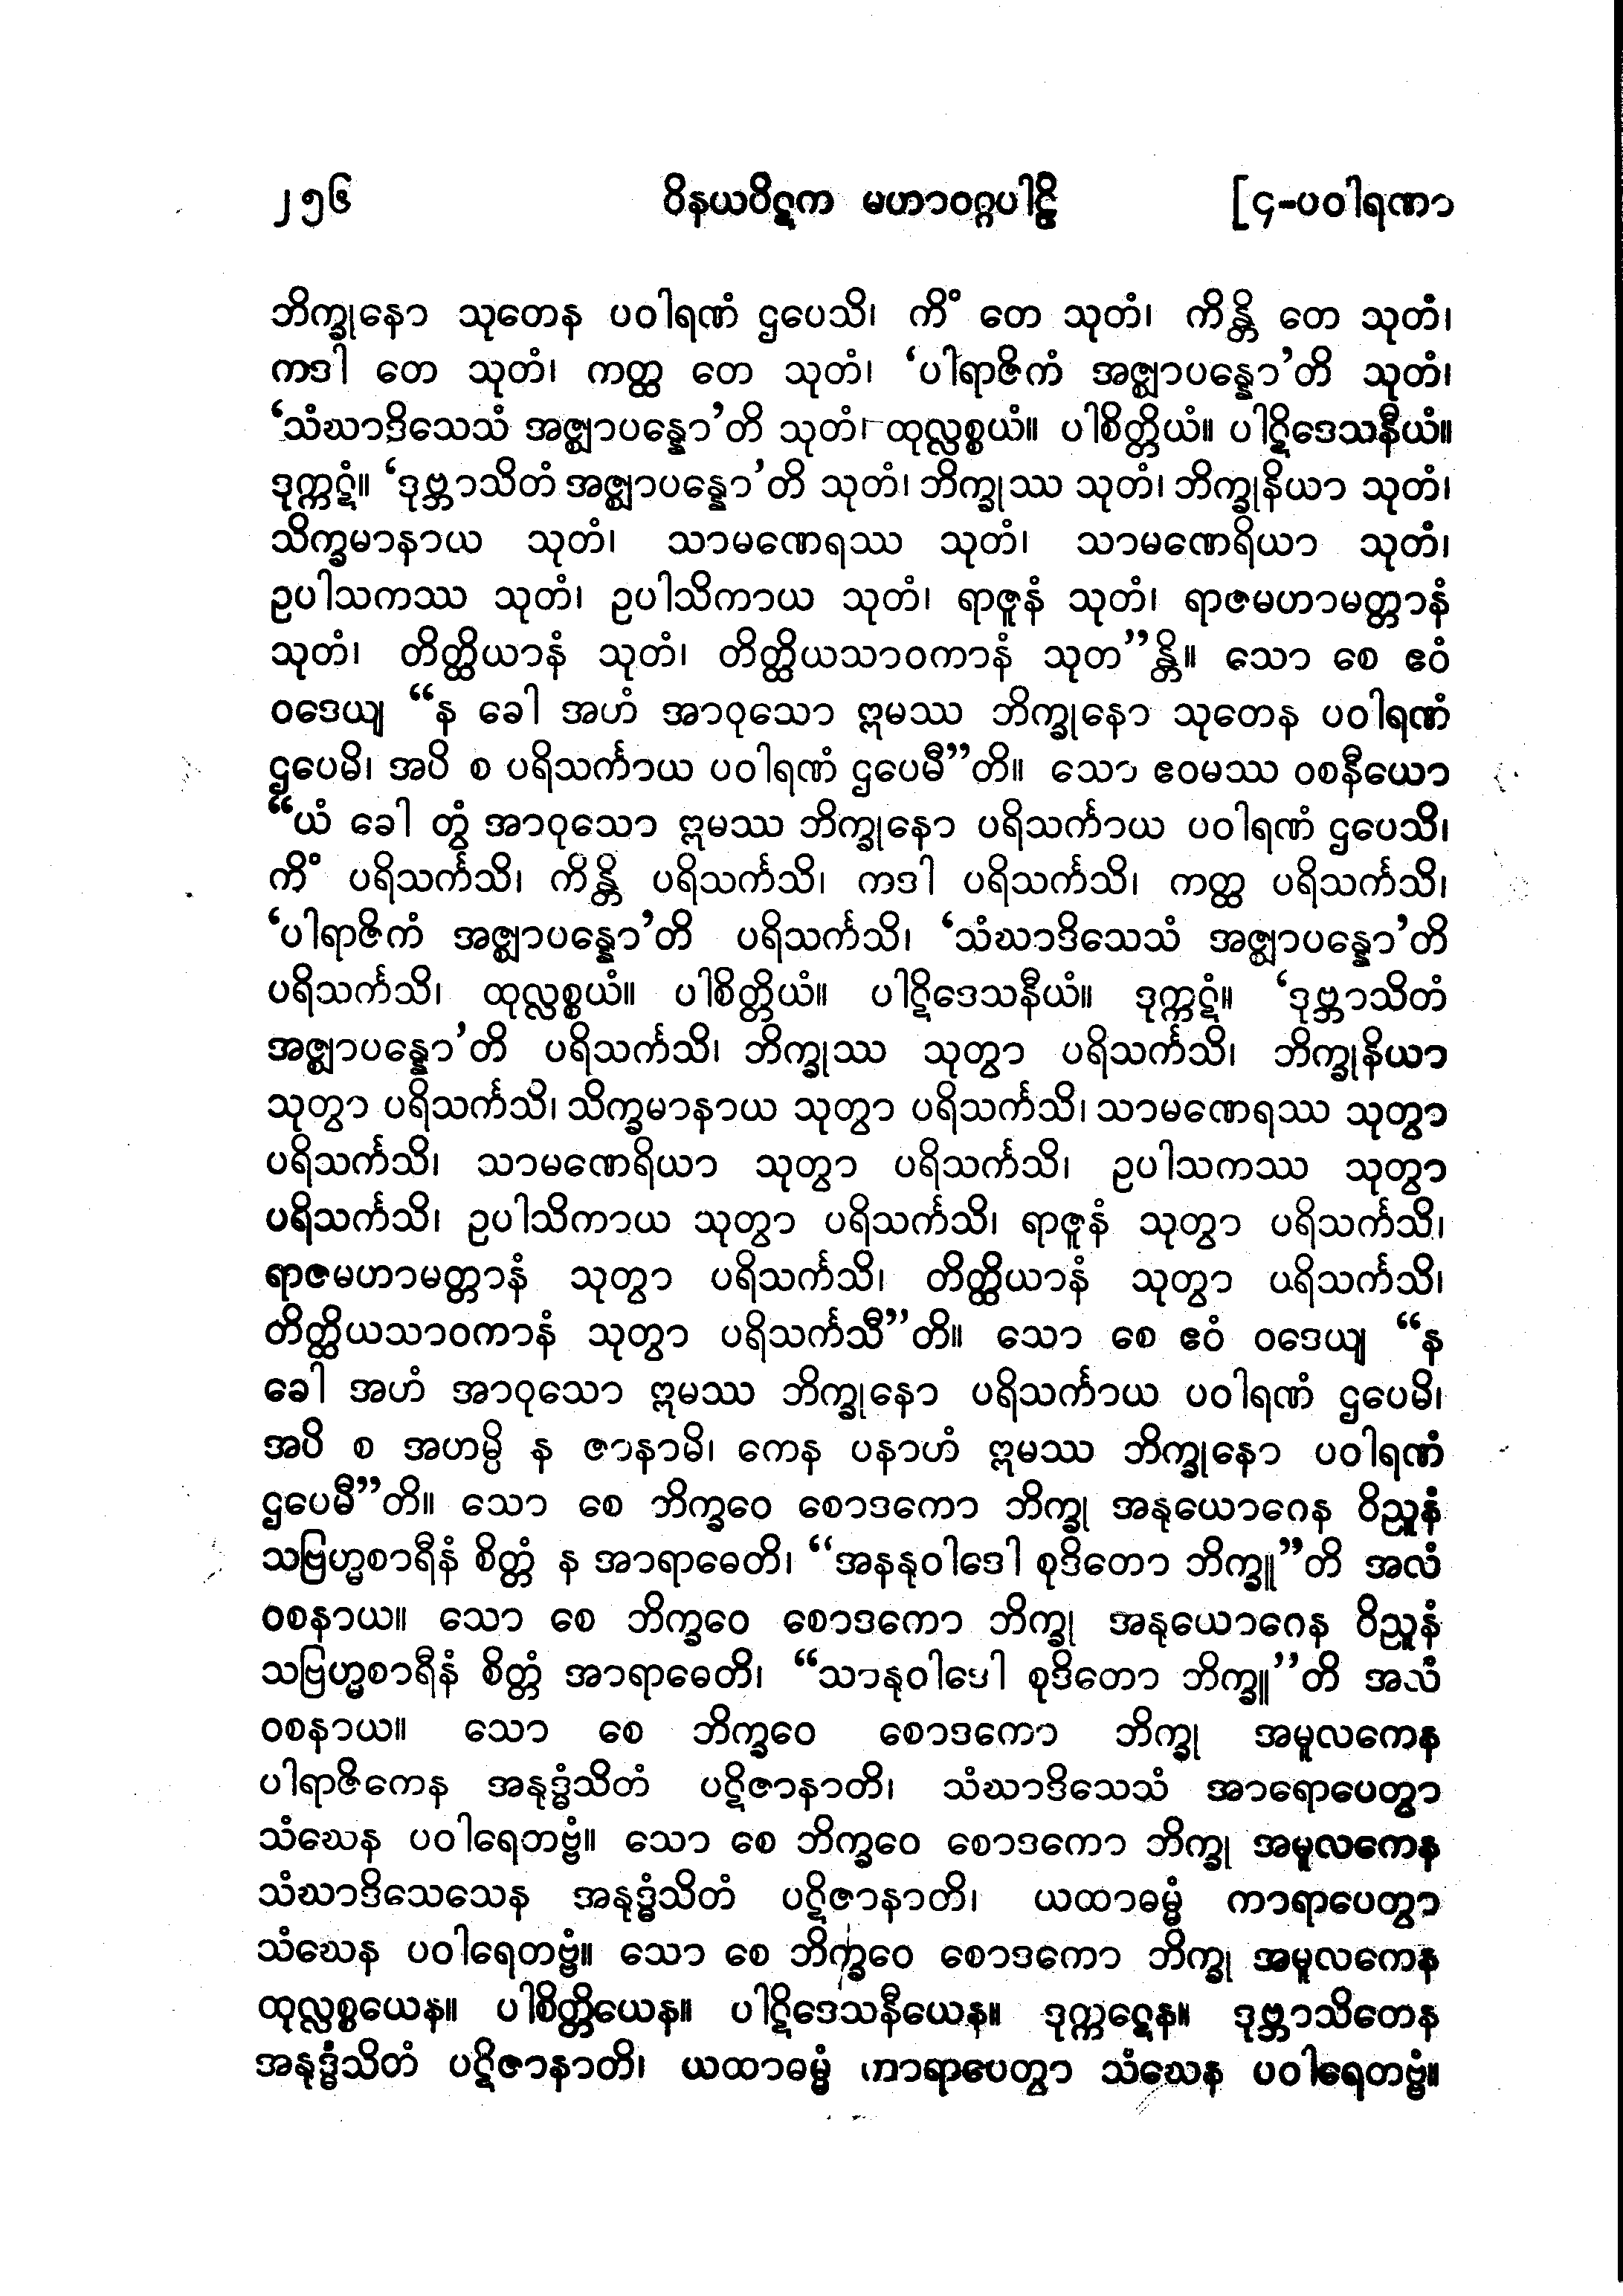 ၂၅၆ ဝိနယပိဋက မဟာဝဂ္ဂပါဠိ [၄-ပဝါရဏာ
ဘိက္ခုနော သုတေန ပဝါရဏံ ဌပေသိ၊ ကိံ တေ သုတံ၊ ကိန္တိ တေ သုတံ၊
ကဒါ တေ သုတံ၊ ကတ္ထ တေ သုတံ၊ ‘ပါရာဇိကံ အဇ္ဈာပန္နော’တိ သုတံ၊
‘သံဃာဒိသေသံ အဇ္ဈာပန္နော’တိ သုတံ၊ ထုလ္လစ္စယံ။ ပါစိတ္တိယံ။ ပါဋိဒေသနီယံ။
ဒုက္ကဋံ။ ‘ဒုဗ္ဘာသိတံ အဇ္ဈာပန္နော’တိ သုတံ၊ ဘိက္ခုဿ သုတံ၊ ဘိက္ခုနိယာ သုတံ၊
သိက္ခမာနာယ သုတံ၊ သာမဏေရဿ သုတံ၊ သာမဏေရိယာ သုတံ၊
ဥပါသကဿ သုတံ၊ ဥပါသိကာယ သုတံ၊ ရာဇူနံ သုတံ၊ ရာဇမဟာမတ္တာနံ
သုတံ၊ တိတ္ထိယာနံ သုတံ၊ တိတ္ထိယသာဝကာနံ သုတ”န္တိ။ သော စေ ဧဝံ
ဝဒေယျ “န ခေါ အဟံ အာဝုသော ဣမဿ ဘိက္ခုနော သုတေန ပဝါရဏံ
ဌပေမိ၊ အပိ စ ပရိသင်္ကာယ ပဝါရဏံ ဌပေမီ”တိ။ သော ဧဝမဿ ဝစနီယော
“ယံ ခေါ တွံ အာဝုသော ဣမဿ ဘိက္ခုနော ပရိသင်္ကာယ ပဝါရဏံ ဌပေသိ၊
ကိံ ပရိသင်္ကသိ၊ ကိန္တိ ပရိသင်္ကသိ၊ ကဒါ ပရိသင်္ကသိ၊ ကတ္ထ ပရိသင်္ကသိ၊
‘ပါရာဇိကံ အဇ္ဈာပန္နော’တိ ပရိသင်္ကသိ၊ ‘သံဃာဒိသေသံ အဇ္ဈာပန္နော’တိ
ပရိသင်္ကသိ၊ ထုလ္လစ္စယံ။ ပါစိတ္တိယံ။ ပါဋိဒေသနီယံ။ ဒုက္ကဋံ။ ‘ဒုဗ္ဘာသိတံ
အဇ္ဈာပန္နော’တိ ပရိသင်္ကသိ၊ ဘိက္ခုဿ သုတွာ ပရိသင်္ကသိ၊ ဘိက္ခုနိယာ
သုတွာ ပရိသင်္ကသိ၊ သိက္ခမာနာယ သုတွာ ပရိသင်္ကသိ၊ သာမဏေရဿ သုတွာ
ပရိသင်္ကသိ၊ သာမဏေရိယာ သုတွာ ပရိသင်္ကသိ၊ ဥပါသကဿ သုတွာ
ပရိသင်္ကသိ၊ ဥပါသိကာယ သုတွာ ပရိသင်္ကသိ၊ ရာဇူနံ သုတွာ ပရိသင်္ကသိ၊
ရာဇမဟာမတ္တာနံ သုတွာ ပရိသင်္ကသိ၊ တိတ္ထိယာနံ သုတွာ ပရိသင်္ကသိ၊
တိတ္ထိယသာဝကာနံ သုတွာ ပရိသင်္ကသီ”တိ။ သော စေ ဧဝံ ဝဒေယျ “န
ခေါ အဟံ အာဝုသော ဣမဿ ဘိက္ခုနော ပရိသင်္ကာယ ပဝါရဏံ ဌပေမိ၊
အပိ စ အဟမ္ပိ န ဇာနာမိ၊ ကေန ပနာဟံ ဣမဿ ဘိက္ခုနော ပဝါရဏံ
ဌပေမီ”တိ။ သော စေ ဘိက္ခဝေ စောဒကော ဘိက္ခု အနုယောဂေန ဝိညူနံ
သဗြဟ္မစာရီနံ စိတ္တံ န အာရာဓေတိ၊ “အနနုဝါဒေါ စုဒိတော ဘိက္ခူ”တိ အလံ
ဝစနာယ။ သော စေ ဘိက္ခဝေ စောဒကော ဘိက္ခု အနုယောဂေန ဝိညူနံ
သဗြဟ္မစာရီနံ စိတ္တံ အာရာဓေတိ၊ “သာနုဝါဒေါ စုဒိတော ဘိက္ခူ”တိ အလံ
ဝစနာယ။ သော စေ ဘိက္ခဝေ စောဒကော ဘိက္ခု အမူလကေန
ပါရာဇိကေန အနုဒ္ဓံသိတံ ပဋိဇာနာတိ၊ သံဃာဒိသေသံ အာရောပေတွာ
သံဃေန ပဝါရေတဗ္ဗံ။ သော စေ ဘိက္ခဝေ စောဒကော ဘိက္ခု အမူလကေန
သံဃာဒိသေသေန အနုဒ္ဓံသိတံ ပဋိဇာနာတိ၊ ယထာဓမ္မံ ကာရာပေတွာ
သံဃေန ပဝါရေတဗ္ဗံ။ သော စေ ဘိက္ခဝေ စောဒကော ဘိက္ခု အမူလကေန
ထုလ္လစ္စယေန။ ပါစိတ္တိယေန။ ပါဋိဒေသနီယေန။ ဒုက္ကဋေန။ ဒုဗ္ဘာသိတေန
အနုဒ္ဓံသိတံ ပဋိဇာနာတိ၊ ယထာဓမ္မံ ကာရာပေတွာ သံဃေန ပဝါရေတဗ္ဗံ။